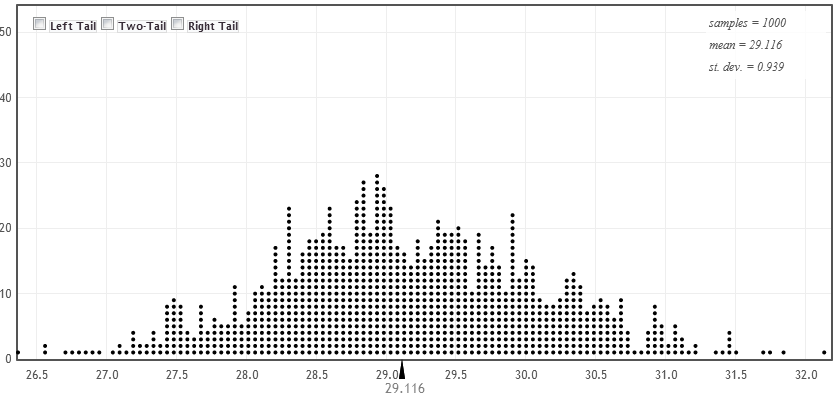 Left Tail Two-Tail Right Tail
samples = 1000
mean = 29.116
st. dev. = 0.939
50
40
30
20
10
0
26.5 27.0 27.5 28.0 28.5 29.0 29.5 30.0 30.5 31.0 31.5 32.0
29.116